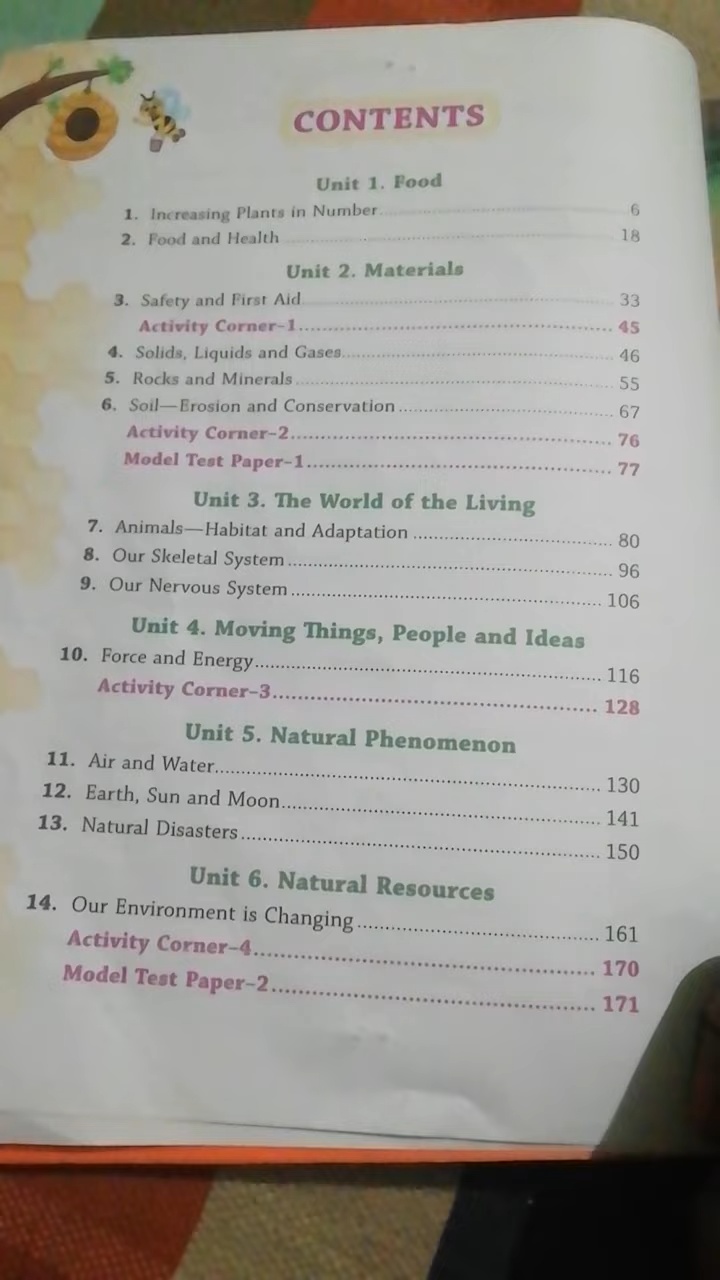 CONTENTS
Unit 1. Food
1. Increasing Plants in Number 6
2. Food and Health 18
Unit 2. Materials
3. Safety and First Aid 33
Activity Corner-1 45
4. Solids, Liquids and Gases 46
5. Rocks and Minerals 55
6. Soil—Erosion and Conservation 67
Activity Corner-2 76
Model Test Paper-1 77
Unit 3. The World of the Living
7. Animals—Habitat and Adaptation 80
8. Our Skeletal System 96
9. Our Nervous System 106
Unit 4. Moving Things, People and Ideas
10. Force and Energy 116
Activity Corner-3 128
Unit 5. Natural Phenomenon
11. Air and Water 130
12. Earth, Sun and Moon 141
13. Natural Disasters 150
Unit 6. Natural Resources
14. Our Environment is Changing 161
Activity Corner-4 170
Model Test Paper-2 171